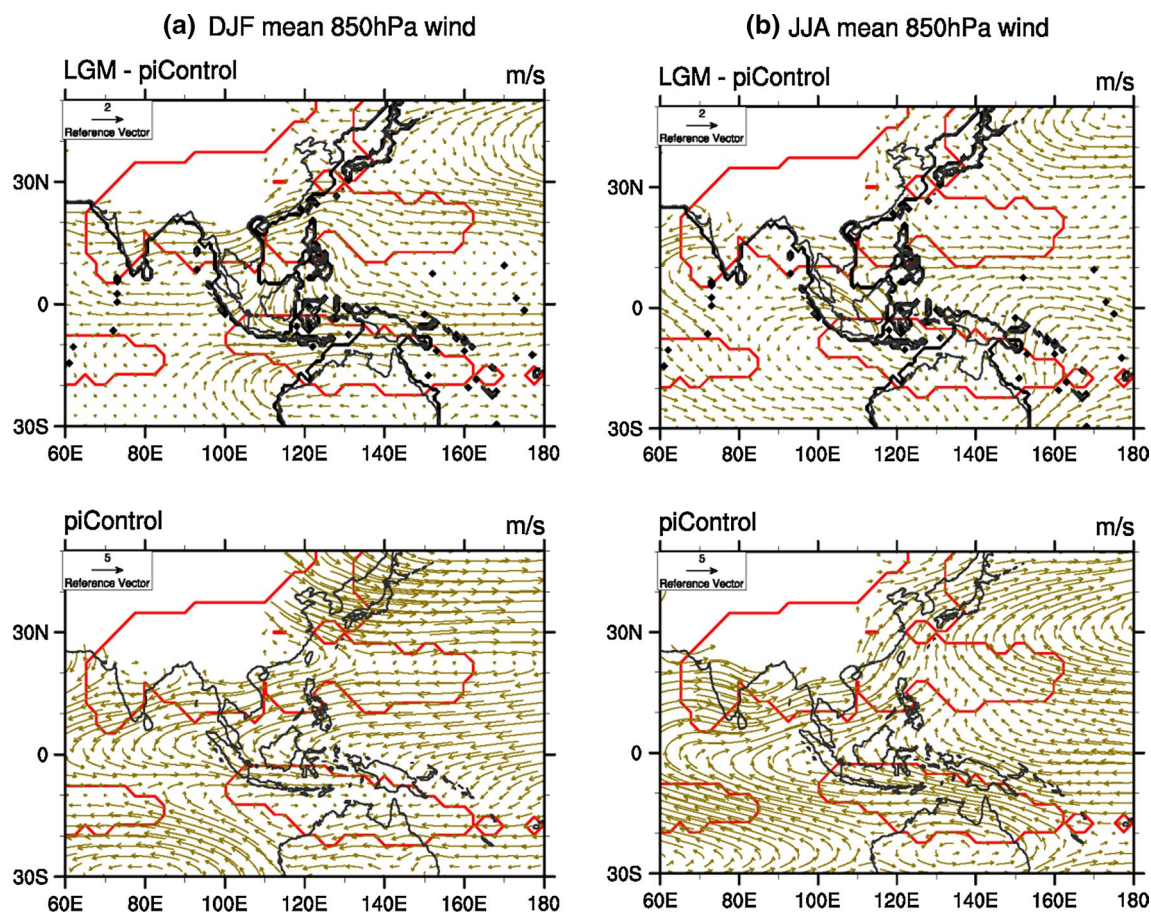 (a) DJF mean 850hPa wind
LGM - piControl m/s
2
Reference Vector
30N
0
30S
60E 80E 100E 120E 140E 160E 180
piControl m/s
5
Reference Vector
30N
0
30S
60E 80E 100E 120E 140E 160E 180
(b) JJA mean 850hPa wind
LGM - piControl m/s
2
Reference Vector
30N
0
30S
60E 80E 100E 120E 140E 160E 180
piControl m/s
5
Reference Vector
30N
0
30S
60E 80E 100E 120E 140E 160E 180